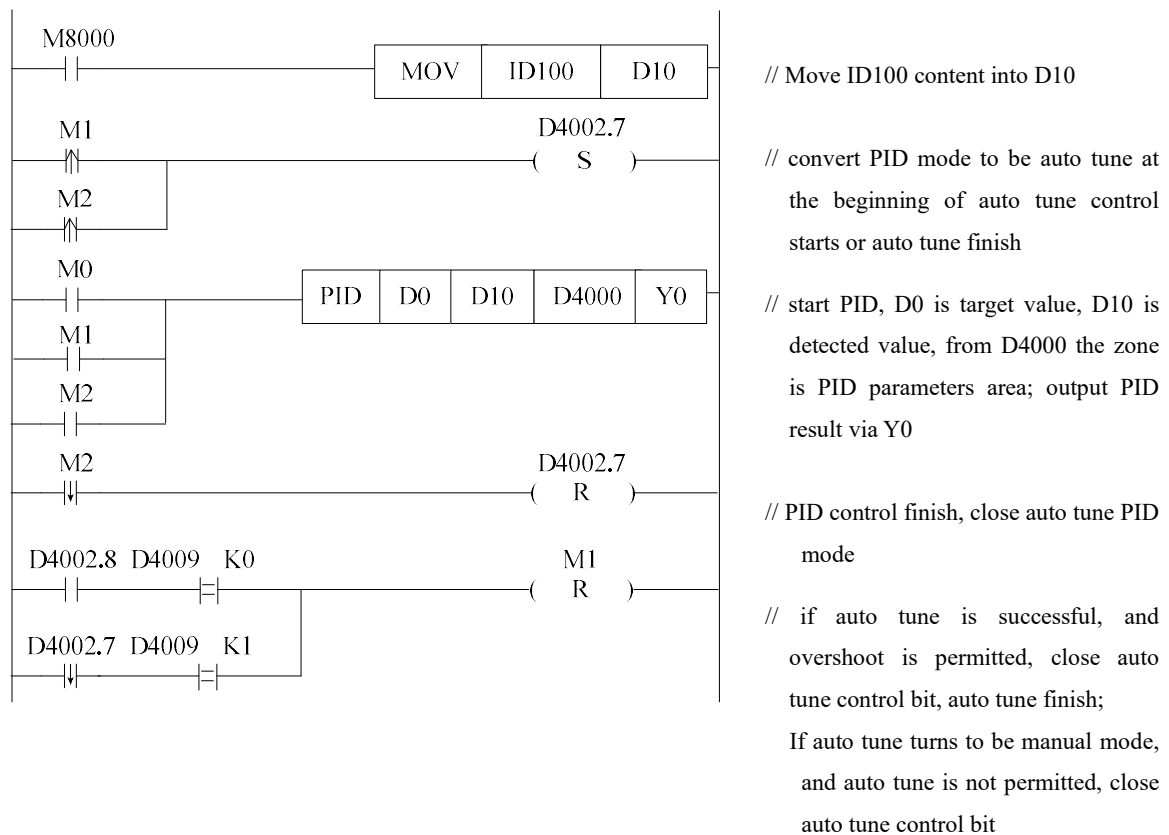 M8000
MOV ID100 D10
// Move ID100 content into D10
M1
D4002.7
( S )
M2
// convert PID mode to be auto tune at
the beginning of auto tune control
starts or auto tune finish
M0
PID D0 D10 D4000 Y0
M1
M2
// start PID, D0 is target value, D10 is
detected value, from D4000 the zone
is PID parameters area; output PID
result via Y0
M2
D4002.7
( R )
// PID control finish, close auto tune PID
mode
D4002.8 D4009 K0
=
M1
( R )
D4002.7 D4009 K1
=
// if auto tune is successful, and
overshoot is permitted, close auto
tune control bit, auto tune finish;
If auto tune turns to be manual mode,
and auto tune is not permitted, close
auto tune control bit